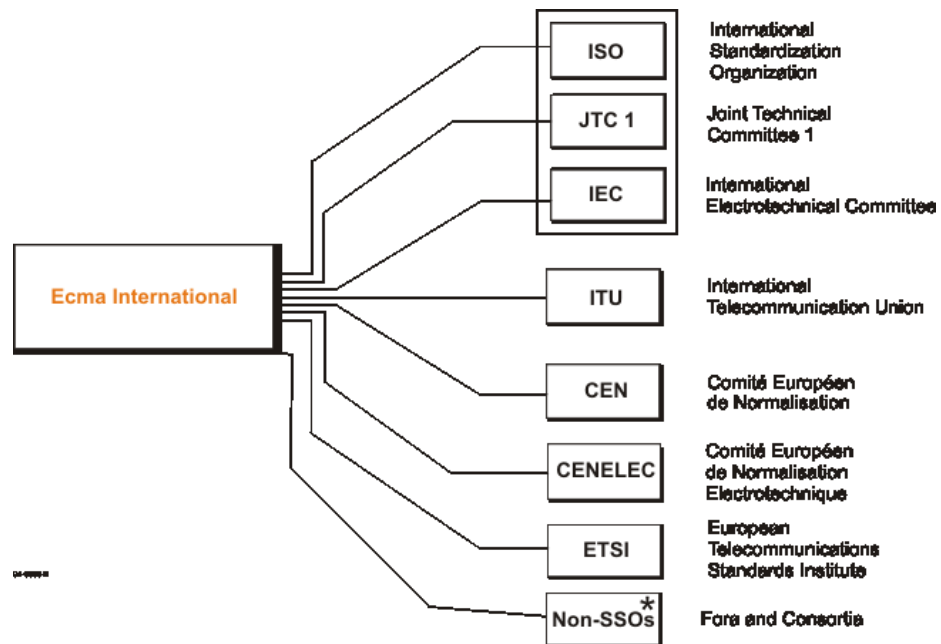 ISO
International
Standardization
Organization
JTC 1
Joint Technical
Committee 1
IEC
International
Electrotechnical Committee
Ecma International
ITU
International
Telecommunication Union
CEN
Comité Européen
de Normalisation
CENELEC
Comité Européen
de Normalisation
Electrotechnique
ETSI
European
Telecommunications
Standards Institute
Non-SSOs*
Fora and Consortia